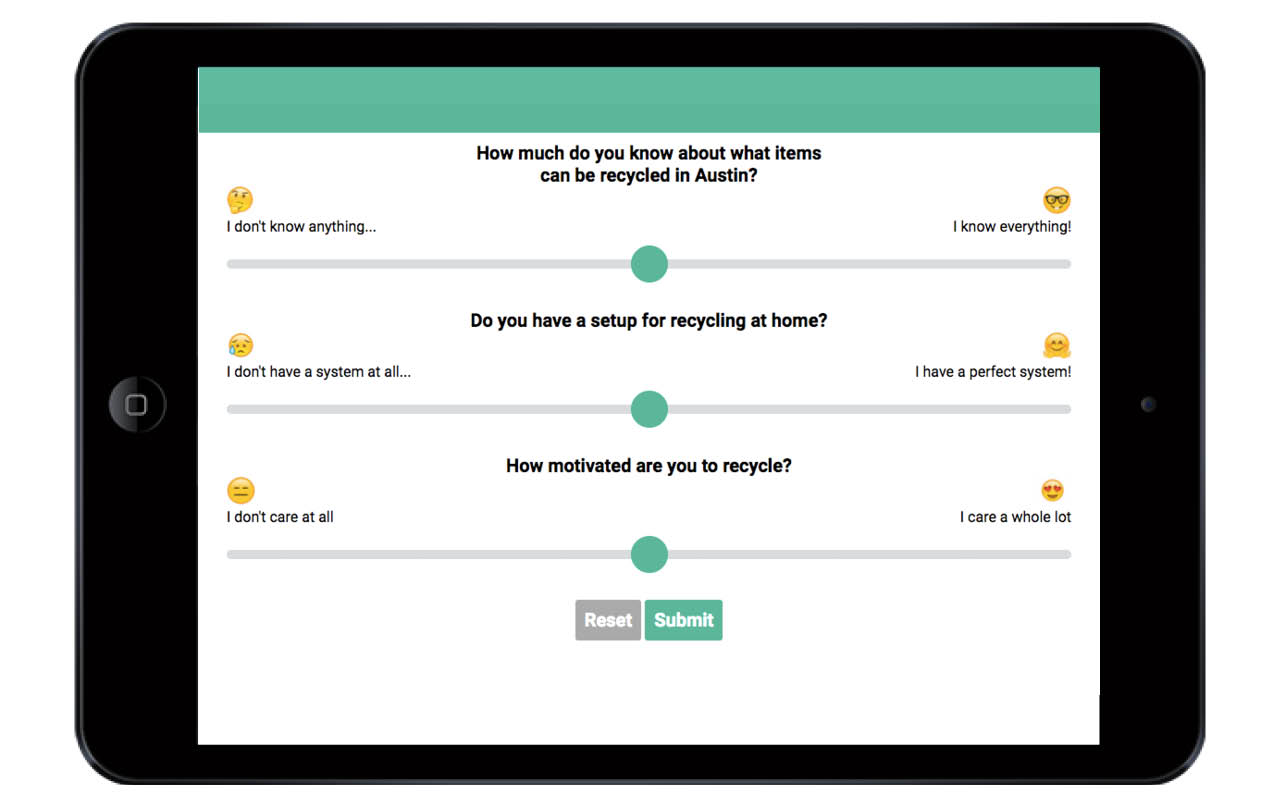 How much do you know about what items
can be recycled in Austin?
I don't know anything...
I know everything!
Do you have a setup for recycling at home?
I don't have a system at all...
I have a perfect system!
How motivated are you to recycle?
I don't care at all
I care a whole lot
Reset
Submit